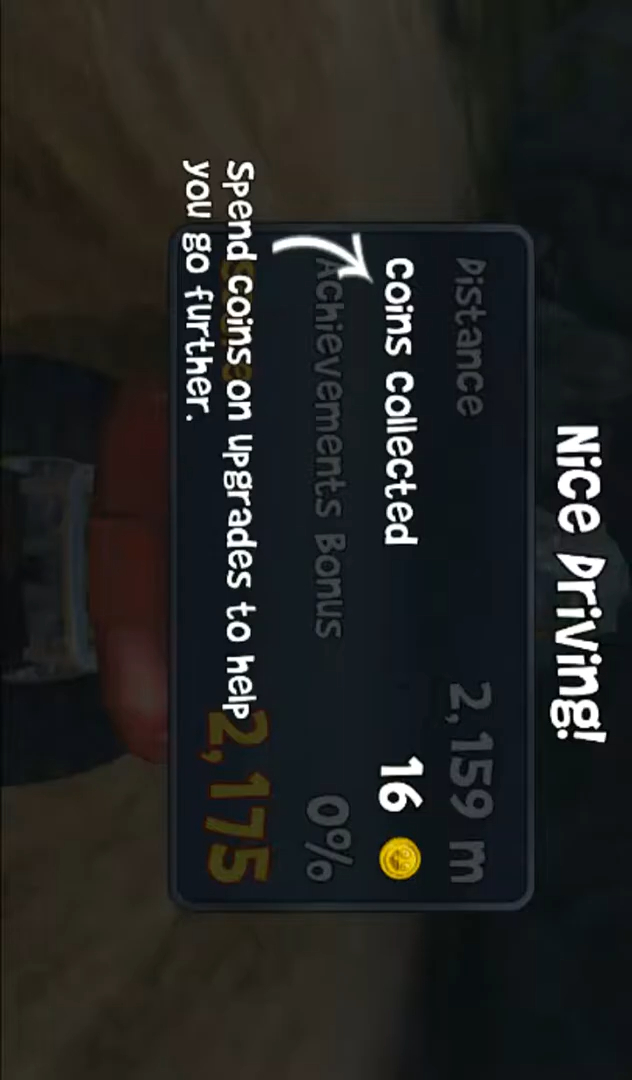 Nice Driving!
Distance 2,159 m
Coins Collected 16
Achievements Bonus 0%
2,175
Spend Coins on Upgrades to help
you go further.